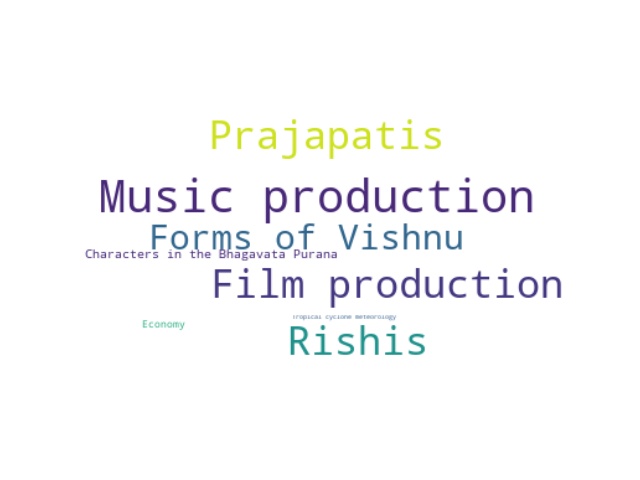 Prajapatis
Music production
Forms of Vishnu
Characters in the Bhagavata Purana
Film production
Tropical cyclone meteorology
Economy
Rishis